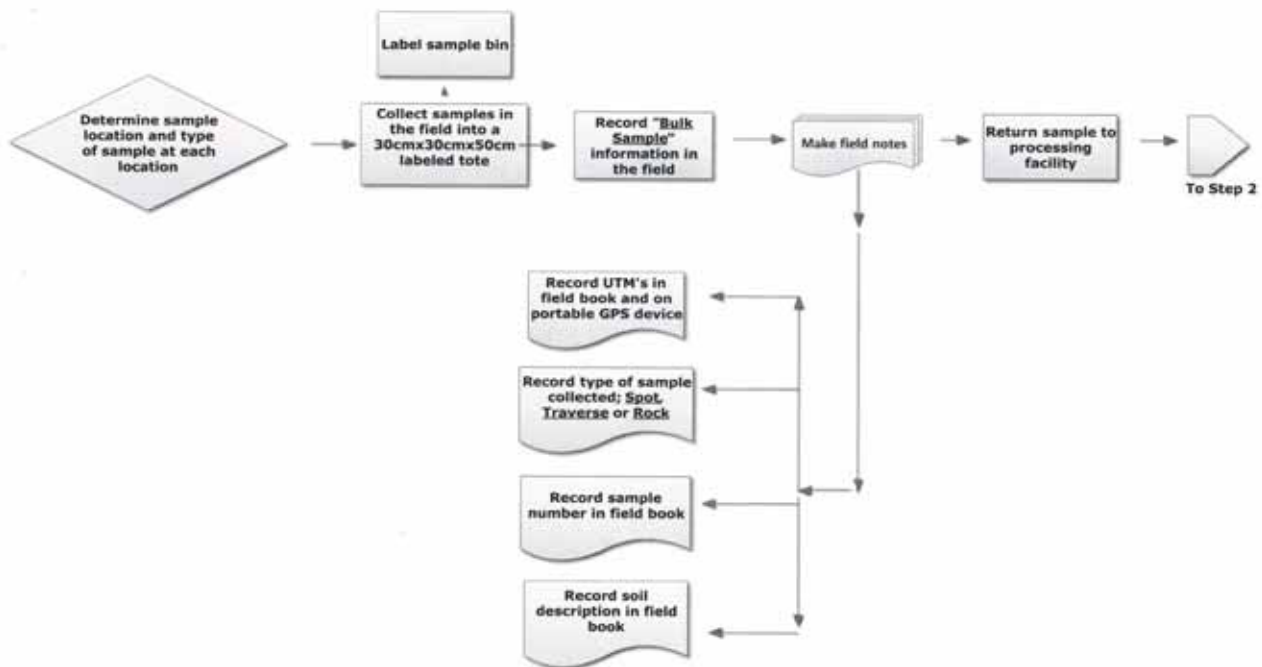 Label sample bin
Determine sample
location and type
of sample at each
location
Collect samples in
the field into a
30cmx30cmx50cm
labeled tote
Record "Bulk
Sample"
information in
the field
Make field notes
Return sample to
processing
facility
To Step 2
Record UTM's in
field book and on
portable GPS device
Record type of sample
collected; Spot,
Traverse or Rock
Record sample
number in field book
Record soil
description in field
book